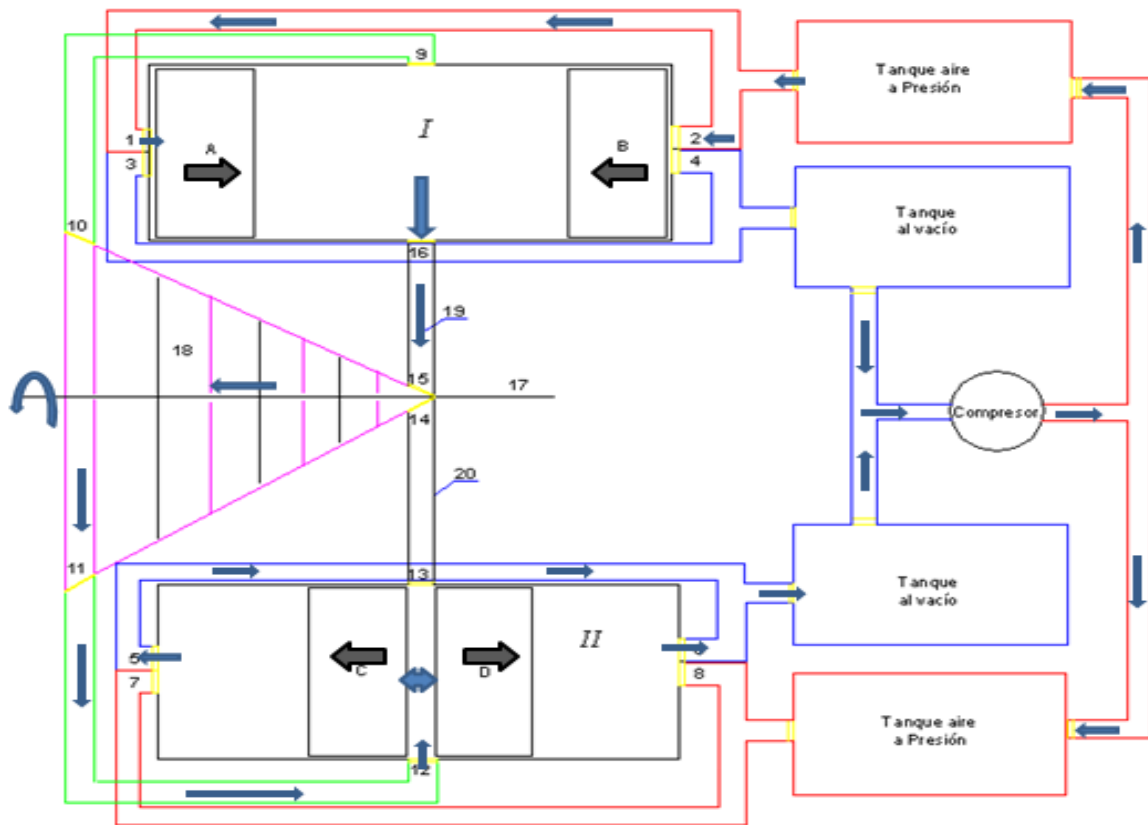 9
Tanque aire
a Presión
I
1
2
A
B
3
4
Tanque
al vacío
10
16
19
18
15
17
14
Compresor
20
11
13
Tanque
al vacío
II
5
C
D
7
8
Tanque aire
a Presión
12